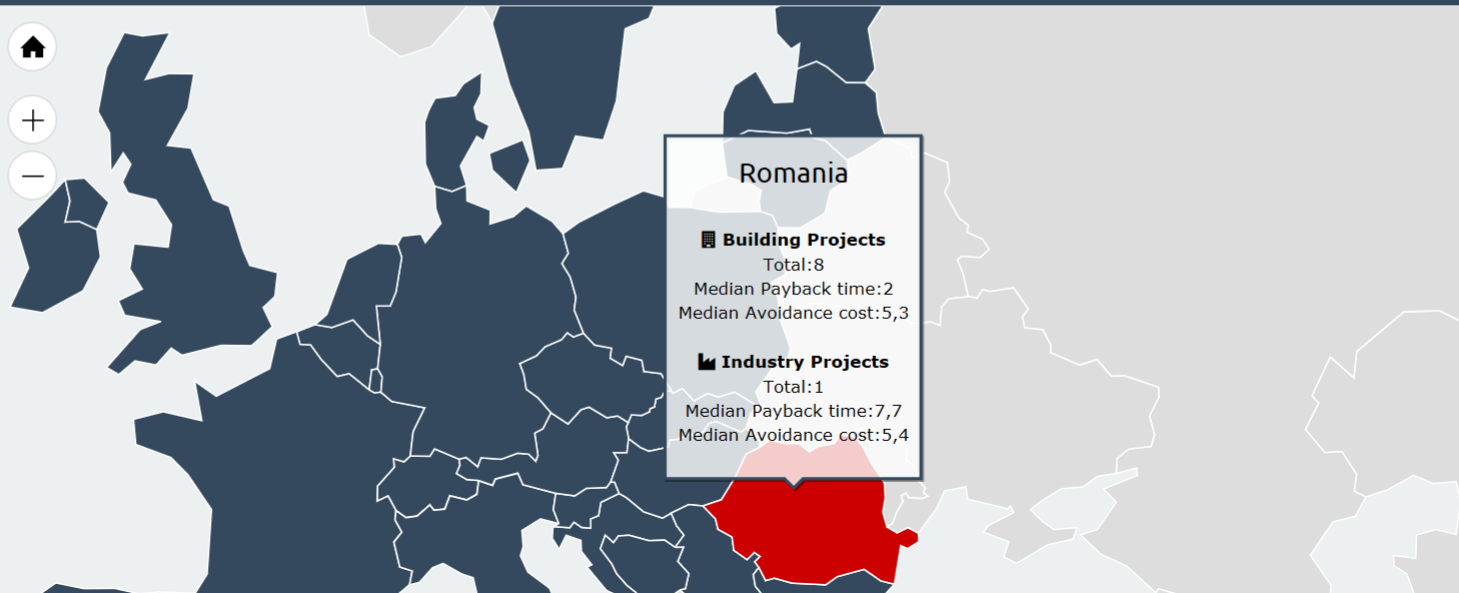 Romania
Building Projects
Total:8
Median Payback time:2
Median Avoidance cost:5,3
Industry Projects
Total:1
Median Payback time:7,7
Median Avoidance cost:5,4